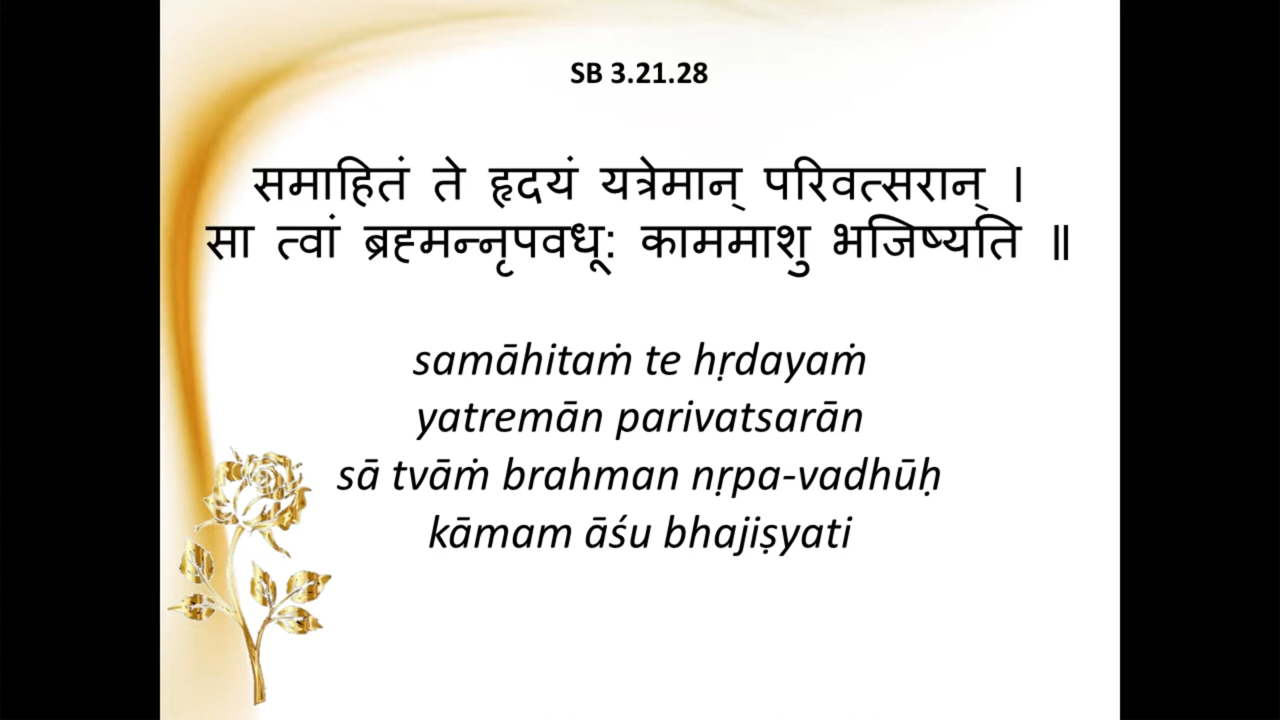 SB 3.21.28
समाहितं ते हृदयं यत्रेमान् परिवत्सरान् ।
सा त्वां ब्रह्मन्नृपवधू: काममाशु भजिष्यति ॥
samāhitaṁ te hṛdayaṁ
yatremān parivatsarān
sā tvāṁ brahman nṛpa-vadhūḥ
kāmam āśu bhajiṣyati